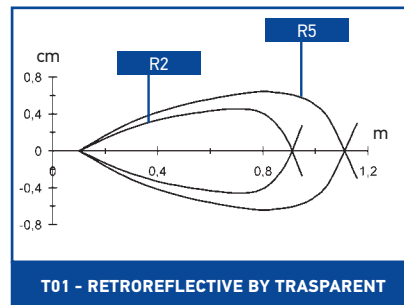 cm
R5
R2
0,8
0,4
m
0
-0,4
-0,8
0
0,4
0,8
1,2
T01 - RETROREFLECTIVE BY TRASPARENT